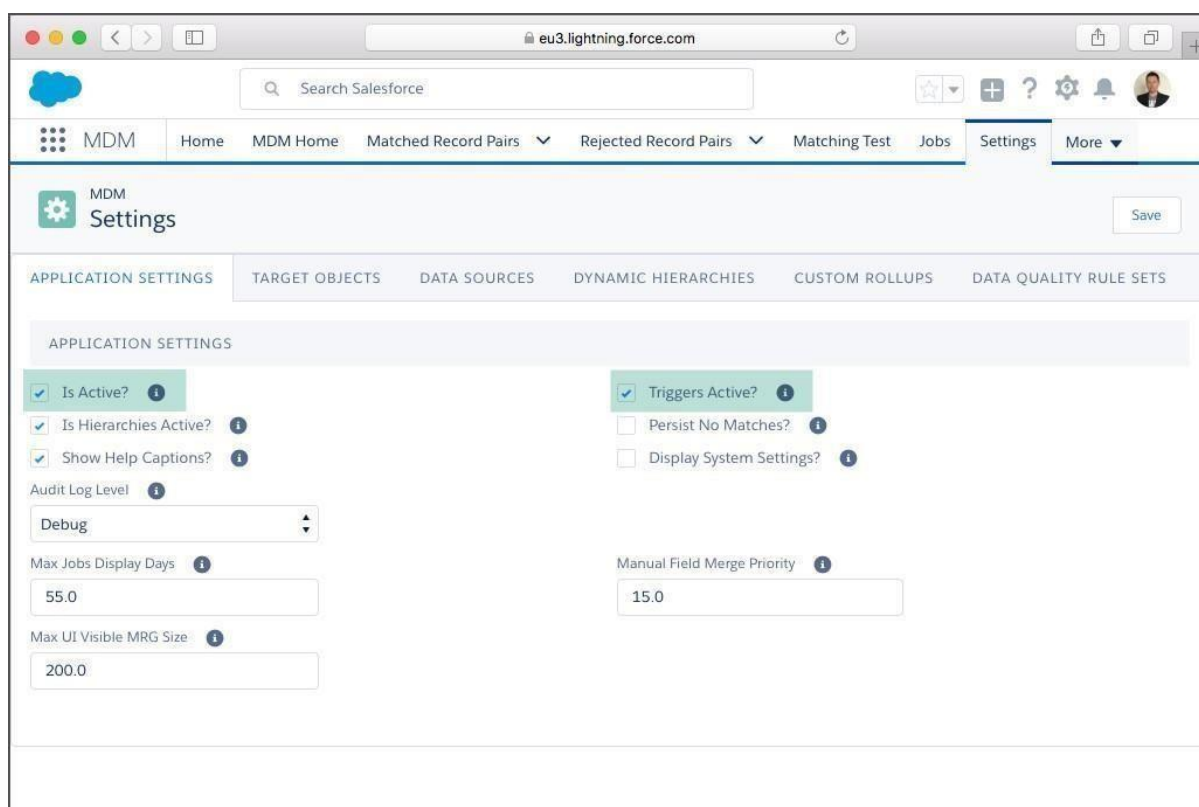 eu3.lightning.force.com
Search Salesforce
MDM Home MDM Home Matched Record Pairs Rejected Record Pairs Matching Test Jobs Settings More
MDM
Settings
Save
APPLICATION SETTINGS TARGET OBJECTS DATA SOURCES DYNAMIC HIERARCHIES CUSTOM ROLLUPS DATA QUALITY RULE SETS
APPLICATION SETTINGS
Is Active? Triggers Active?
Is Hierarchies Active? Persist No Matches?
Show Help Captions? Display System Settings?
Audit Log Level
Debug
Max Jobs Display Days Manual Field Merge Priority
55.0 15.0
Max UI Visible MRG Size
200.0